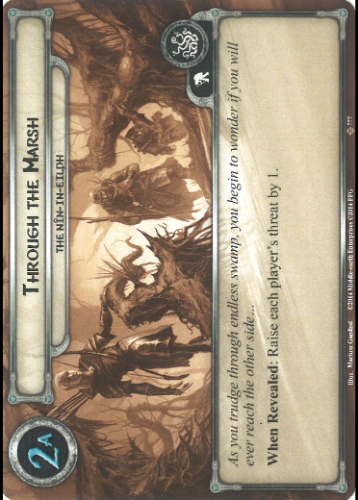 2A
THROUGH THE MARSH
THE NÎN-IN-EILPH
As you trudge through endless swamp, you begin to wonder if you will
ever reach the other side...
When Revealed: Raise each player's threat by 1.
Illus. Mariusz Gandzel ©2014 Middle-earth Enterprises ©2014 FFG